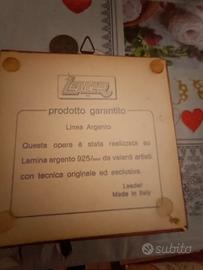 Leader
prodotto garantito
Linea Argento
Questa opera è stata realizzata su
Lamina argento 925/°°° da valenti artisti
con tecnica originale ed esclusiva.
Leader
Made in Italy
subito